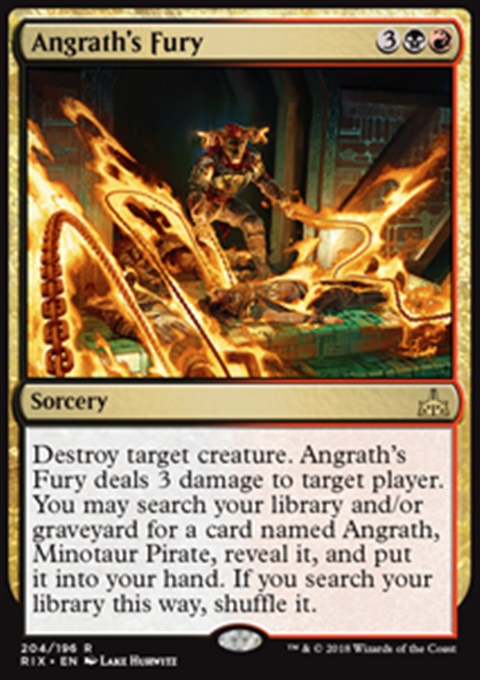 Angrath's Fury 3
Sorcery
Destroy target creature. Angrath's
Fury deals 3 damage to target player.
You may search your library and/or
graveyard for a card named Angrath,
Minotaur Pirate, reveal it, and put
it into your hand. If you search your
library this way, shuffle it.
204/196 R
RIX • EN Lake Hurwitz
™ & © 2018 Wizards of the Coast